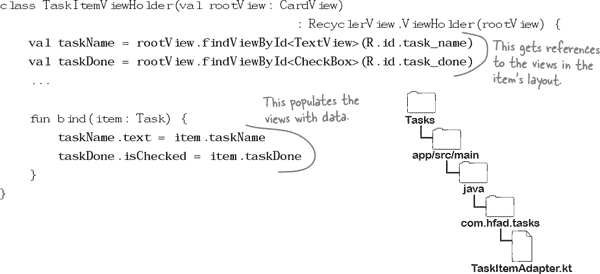 class TaskItemViewHolder(val rootView: CardView)
: RecyclerView.ViewHolder(rootView) {
val taskName = rootView.findViewById<TextView>(R.id.task_name)
val taskDone = rootView.findViewById<CheckBox>(R.id.task_done)
...
This gets references
to the views in the
item's layout.
This populates the
views with data.
fun bind(item: Task) {
taskName.text = item.taskName
taskDone.isChecked = item.taskDone
}
}
Tasks
app/src/main
java
com.hfad.tasks
TaskItemAdapter.kt